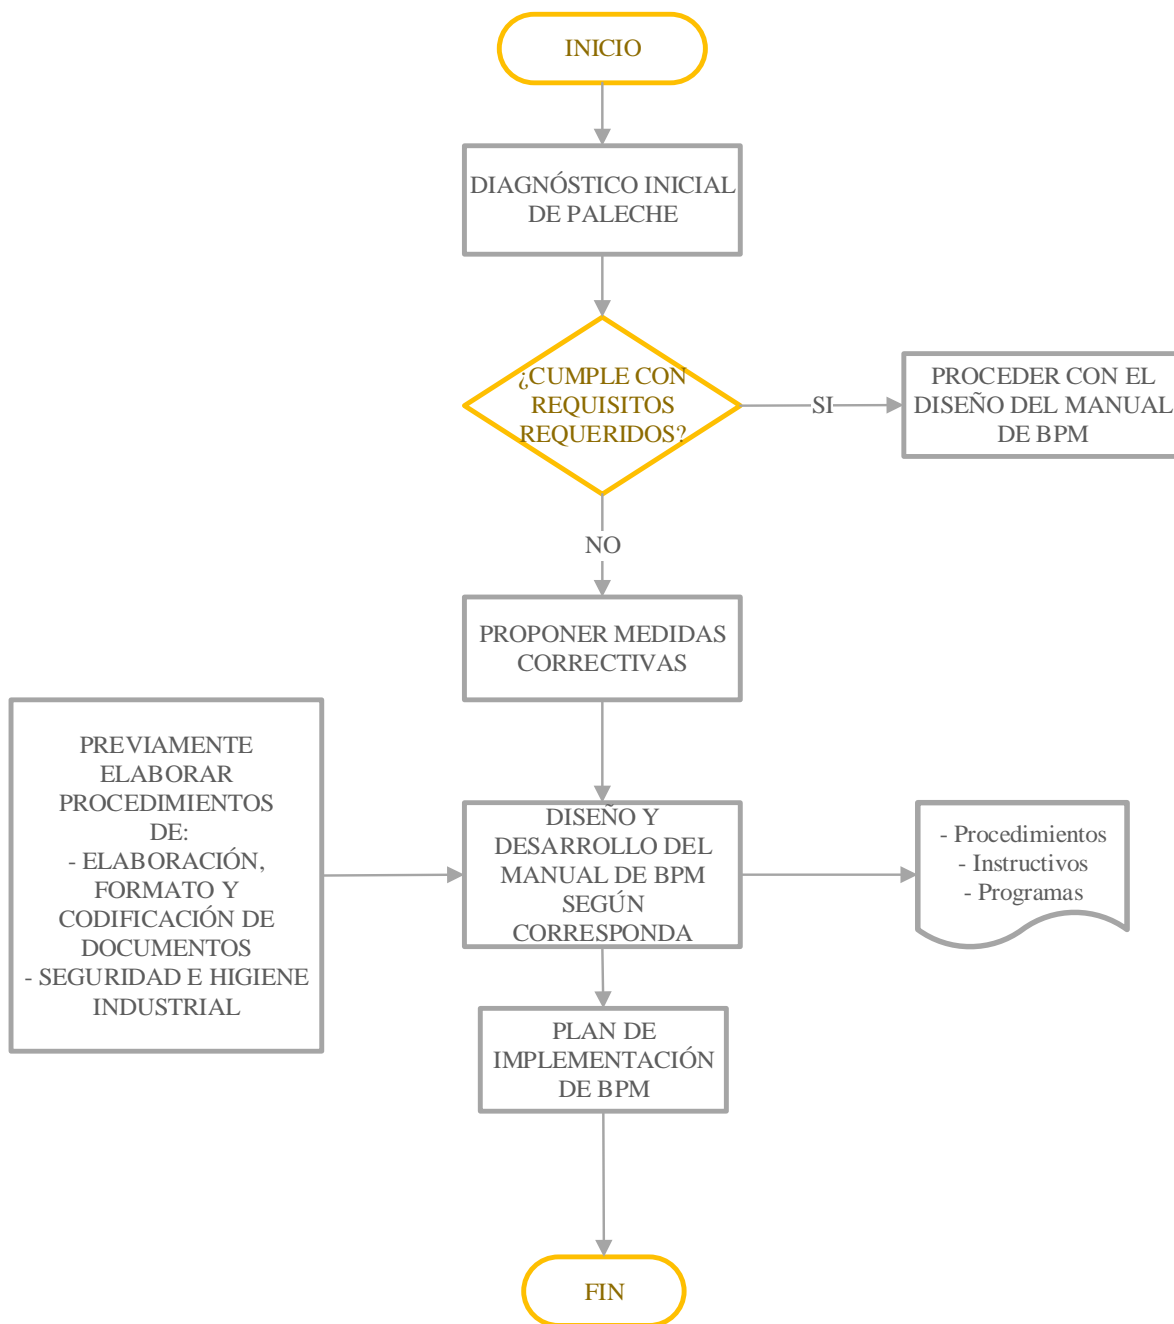 INICIO
DIAGNÓSTICO INICIAL
DE PALECHE
¿CUMPLE CON
REQUISITOS
REQUERIDOS?
SI
PROCEDER CON EL
DISEÑO DEL MANUAL
DE BPM
NO
PROPONER MEDIDAS
CORRECTIVAS
PREVIAMENTE
ELABORAR
PROCEDIMIENTOS
DE:
- ELABORACIÓN,
FORMATO Y
CODIFICACIÓN DE
DOCUMENTOS
- SEGURIDAD E HIGIENE
INDUSTRIAL
DISEÑO Y
DESARROLLO DEL
MANUAL DE BPM
SEGÚN
CORRESPONDA
- Procedimientos
- Instructivos
- Programas
PLAN DE
IMPLEMENTACIÓN
DE BPM
FIN